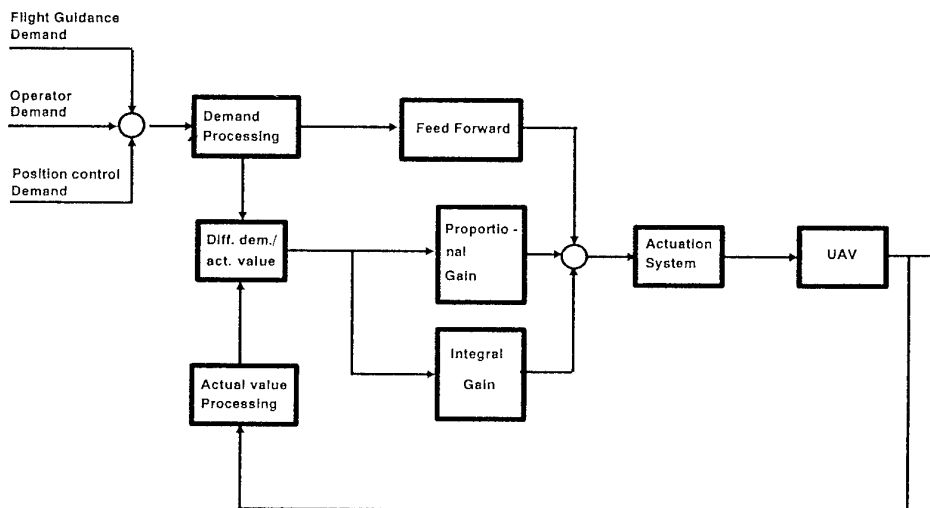 Flight Guidance
Demand
Operator
Demand
Position control
Demand
Demand
Processing
Feed Forward
Diff. dem./
act. value
Proportio -
nal
Gain
Actuation
System
UAV
Integral
Gain
Actual value
Processing